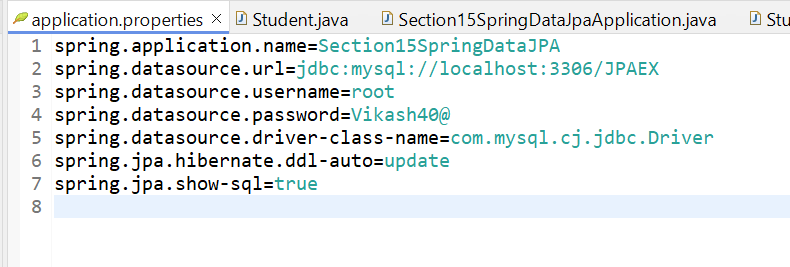 application.properties × Student.java Section15SpringDataJpaApplication.java Stu
1 spring.application.name=Section15SpringDataJPA
2 spring.datasource.url=jdbc:mysql://localhost:3306/JPAEX
3 spring.datasource.username=root
4 spring.datasource.password=Vikash40@
5 spring.datasource.driver-class-name=com.mysql.cj.jdbc.Driver
6 spring.jpa.hibernate.ddl-auto=update
7 spring.jpa.show-sql=true
8